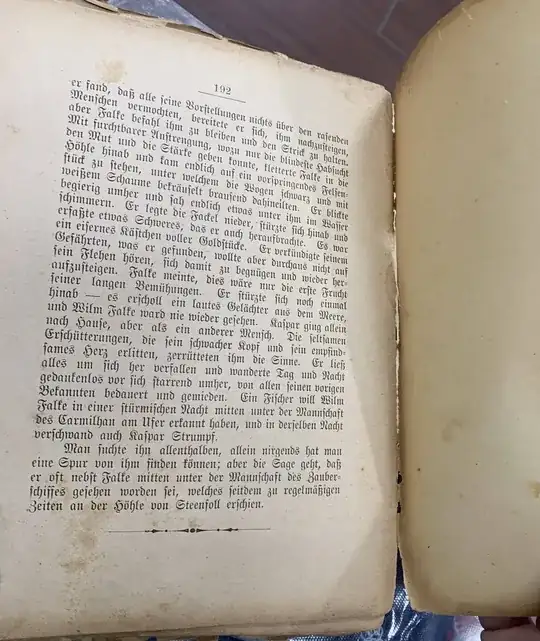 192
er fand, daß alle seine Vorstellungen nichts über den rasenden
Menschen vermochten, bereitete er sich, ihm nachzusteigen,
aber Falke befahl ihm zu bleiben und den Strick zu halten.
Mit furchtbarer Anstrengung, wozu nur die blindeste Habsucht
den Mut und die Stärke geben konnte, kletterte Falke in die
Höhle hinab und kam endlich auf ein vorspringendes Felsen-
stück zu stehen, unter welchem die Wogen schwarz und mit
weißem Schaume bekräuselt brausend dahineilten. Er blickte
begierig umher und sah endlich etwas unter ihm im Wasser
schimmern. Er legte die Fackel nieder, stürzte sich hinab und
erfaßte etwas Schweres, das er auch heraufbrachte. Es war
ein eisernes Kästchen voller Goldstücke. Er verkündigte seinem
Gefährten, was er gefunden, wollte aber durchaus nicht auf
sein Flehen hören, sich damit zu begnügen und wieder her-
aufzusteigen. Falke meinte, dies wäre nur die erste Frucht
seiner langen Bemühungen. Er stürzte sich noch einmal
hinab — es erscholl ein lautes Gelächter aus dem Meere,
und Wilm Falke ward nie wieder gesehen. Kaspar ging allein
nach Hause, aber als ein anderer Mensch. Die seltsamen
Erschütterungen, die sein schwacher Kopf und sein empfind-
sames Herz erlitten, zerrütteten ihm die Sinne. Er ließ
alles um sich her verfallen und wanderte Tag und Nacht
gedankenlos vor sich starrend umher, von allen seinen vorigen
Bekannten bedauert und gemieden. Ein Fischer will Wilm
Falke in einer stürmischen Nacht mitten unter der Mannschaft
des Carmilhan am Ufer erkannt haben, und in derselben Nacht
verschwand auch Kaspar Strumpf.
Man suchte ihn allenthalben, allein nirgends hat man
eine Spur von ihm finden können; aber die Sage geht, daß
er oft nebst Falke mitten unter der Mannschaft des Zauber-
schiffes gesehen worden sei, welches seitdem zu regelmäßigen
Zeiten an der Höhle von Steenfoll erschien.